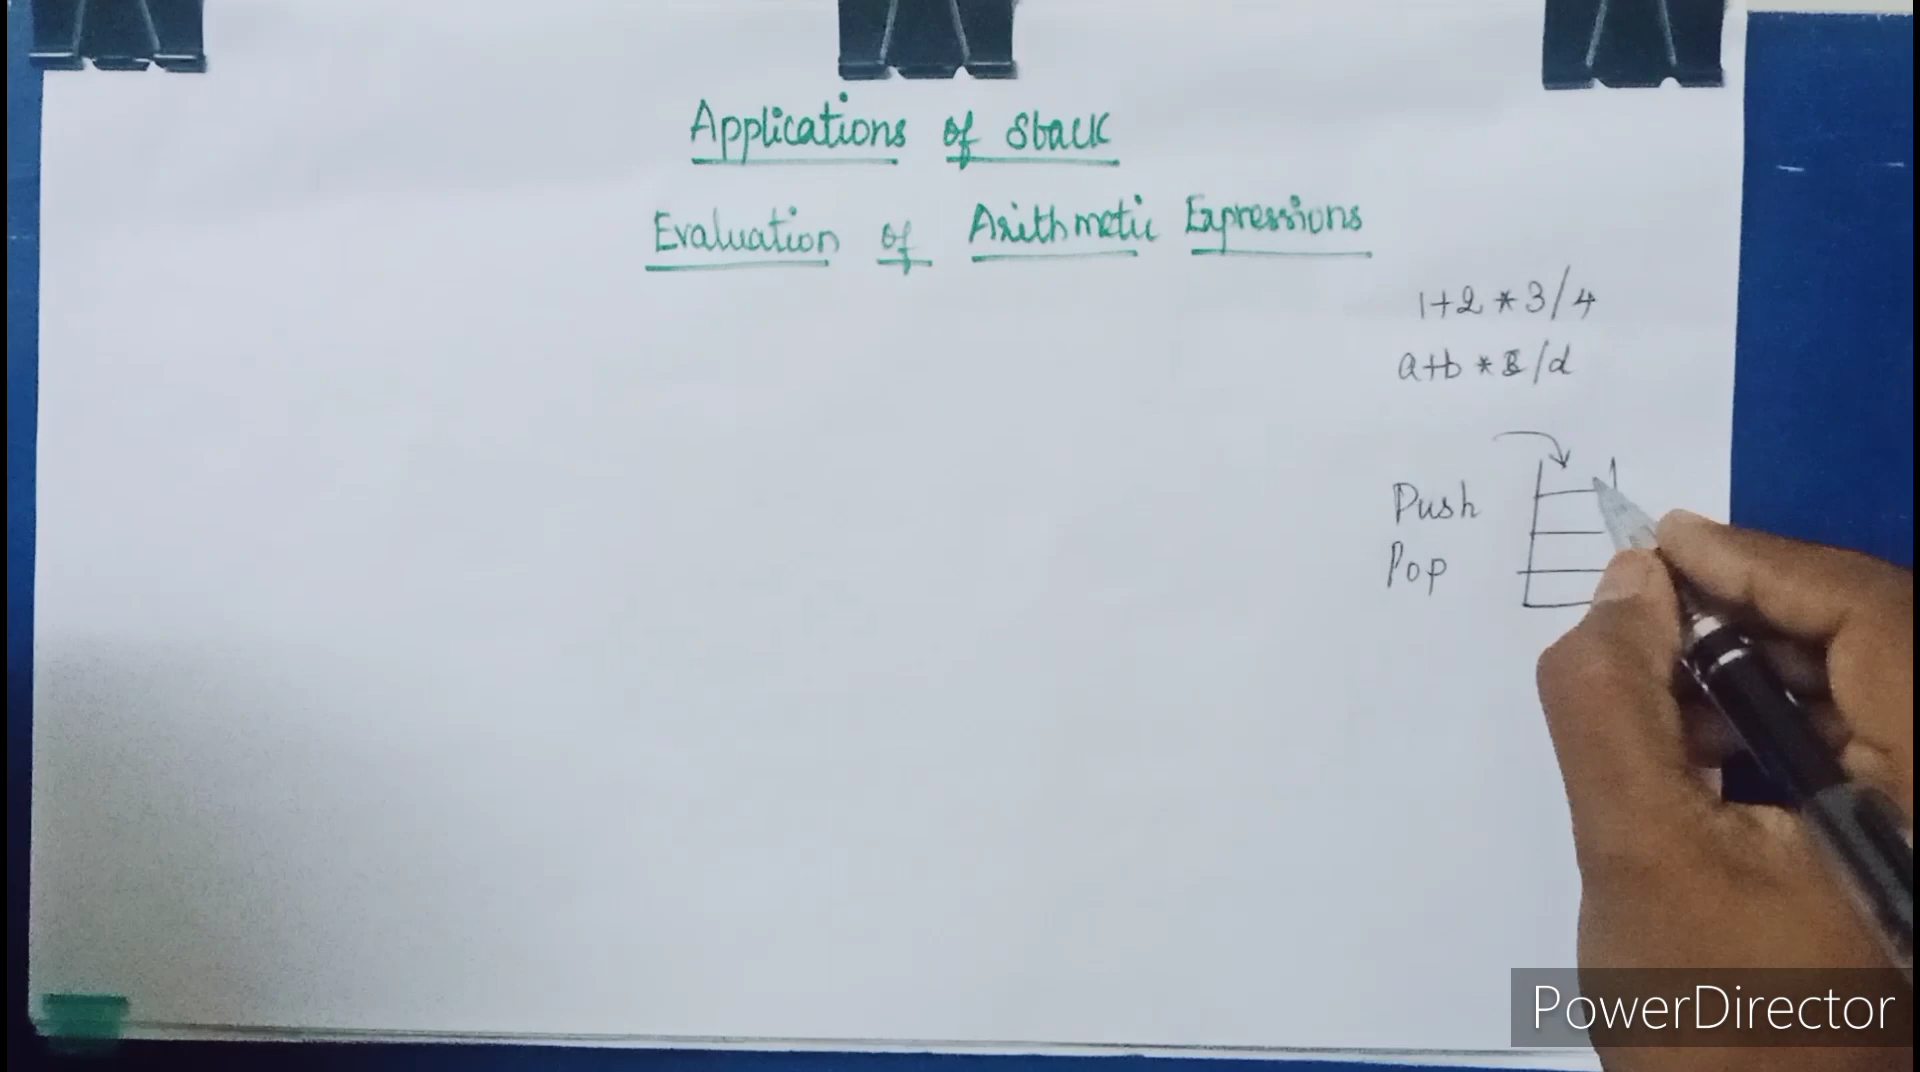 Applications of stack
Evaluation of Arithmetic Expressions
1+2 * 3/4
a+b * /d
Push
Pop
PowerDirector